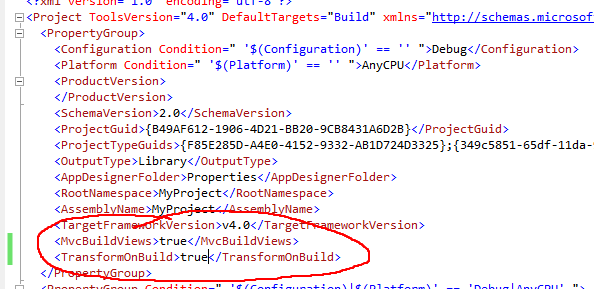 <?xml version="1.0" encoding="utf-8"?>
<Project ToolsVersion="4.0" DefaultTargets="Build" xmlns="http://schemas.microsof
<PropertyGroup>
<Configuration Condition=" '$(Configuration)' == '' ">Debug</Configuration>
<Platform Condition=" '$(Platform)' == '' ">AnyCPU</Platform>
<ProductVersion>
</ProductVersion>
<SchemaVersion>2.0</SchemaVersion>
<ProjectGuid>{B49AF612-1906-4D21-BB20-9CB8431A6D2B}</ProjectGuid>
<ProjectTypeGuids>{F85E285D-A4E0-4152-9332-AB1D724D3325};{349c5851-65df-11da-
<OutputType>Library</OutputType>
<AppDesignerFolder>Properties</AppDesignerFolder>
<RootNamespace>MyProject</RootNamespace>
<AssemblyName>MyProject</AssemblyName>
<TargetFrameworkVersion>v4.0</TargetFrameworkVersion>
<MvcBuildViews>true</MvcBuildViews>
<TransformOnBuild>true</TransformOnBuild>
</PropertyGroup>
<PropertyGroup Condition=" '$(Configuration)|$(Platform)' == 'Debug|AnyCPU' ">